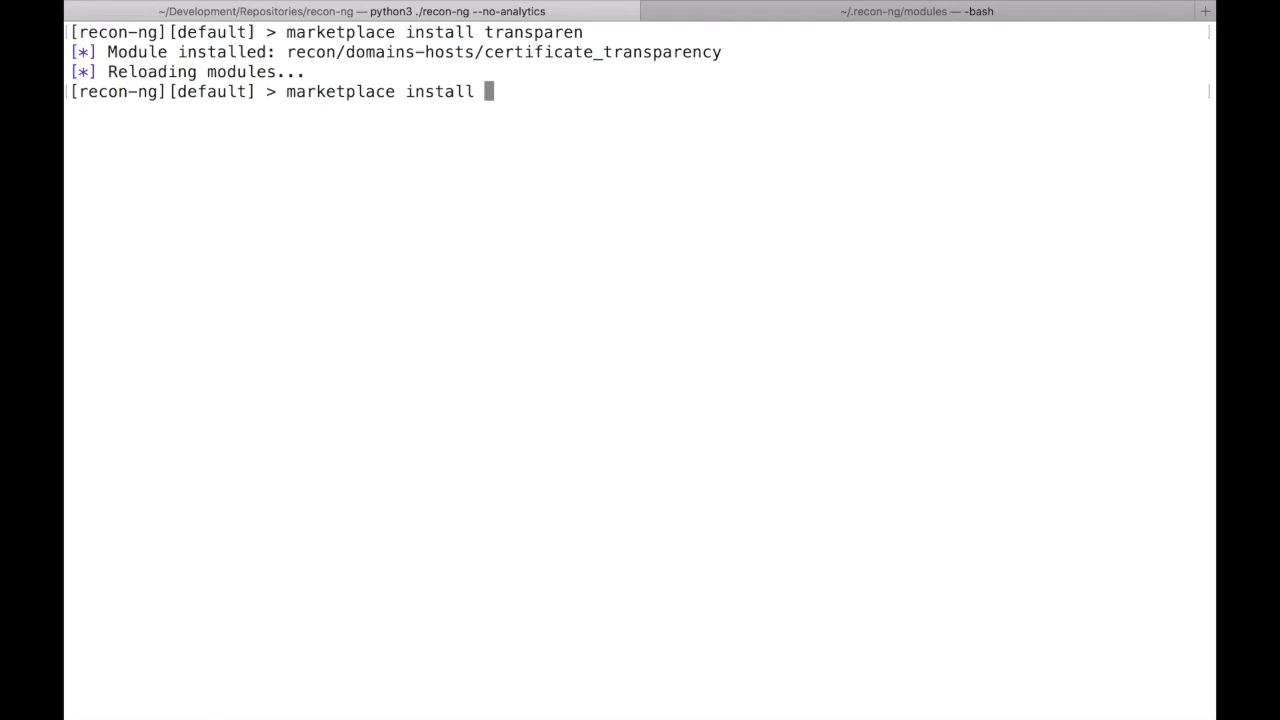 ~/Development/Repositories/recon-ng — python3 ./recon-ng --no-analytics
~/.recon-ng/modules — -bash
+
[recon-ng][default] > marketplace install transparen
[*] Module installed: recon/domains-hosts/certificate_transparency
[*] Reloading modules...
[recon-ng][default] > marketplace install